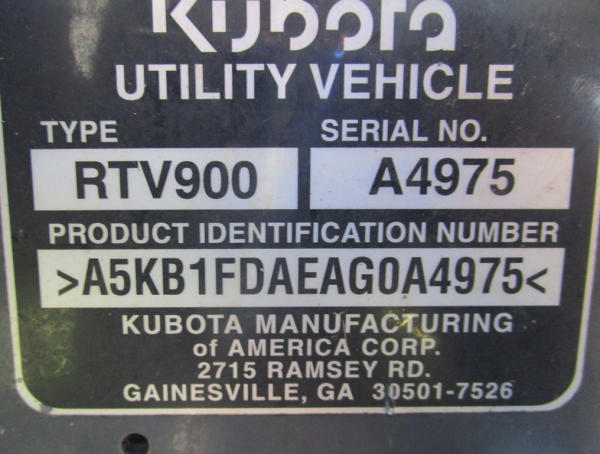 Kubota
UTILITY VEHICLE
TYPE SERIAL NO.
RTV900 A4975
PRODUCT IDENTIFICATION NUMBER
>A5KB1FDAEAG0A4975<
KUBOTA MANUFACTURING
of AMERICA CORP.
2715 RAMSEY RD.
GAINESVILLE, GA 30501-7526